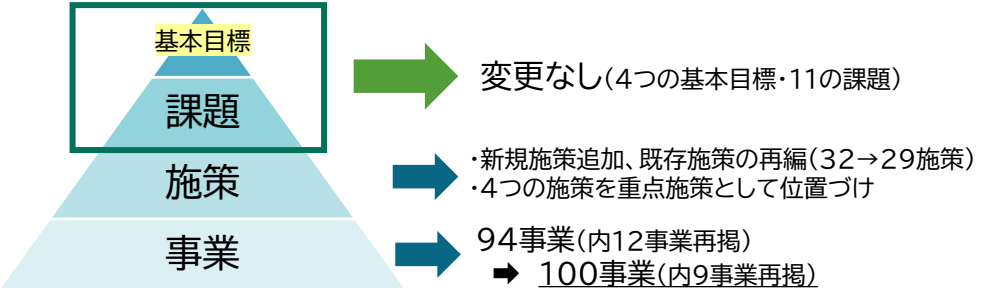 基本目標
課題
施策
事業
変更なし(4つの基本目標・11の課題)
・新規施策追加、既存施策の再編(32→29施策)
・4つの施策を重点施策として位置づけ
94事業(内12事業再掲)
➡ 100事業(内9事業再掲)